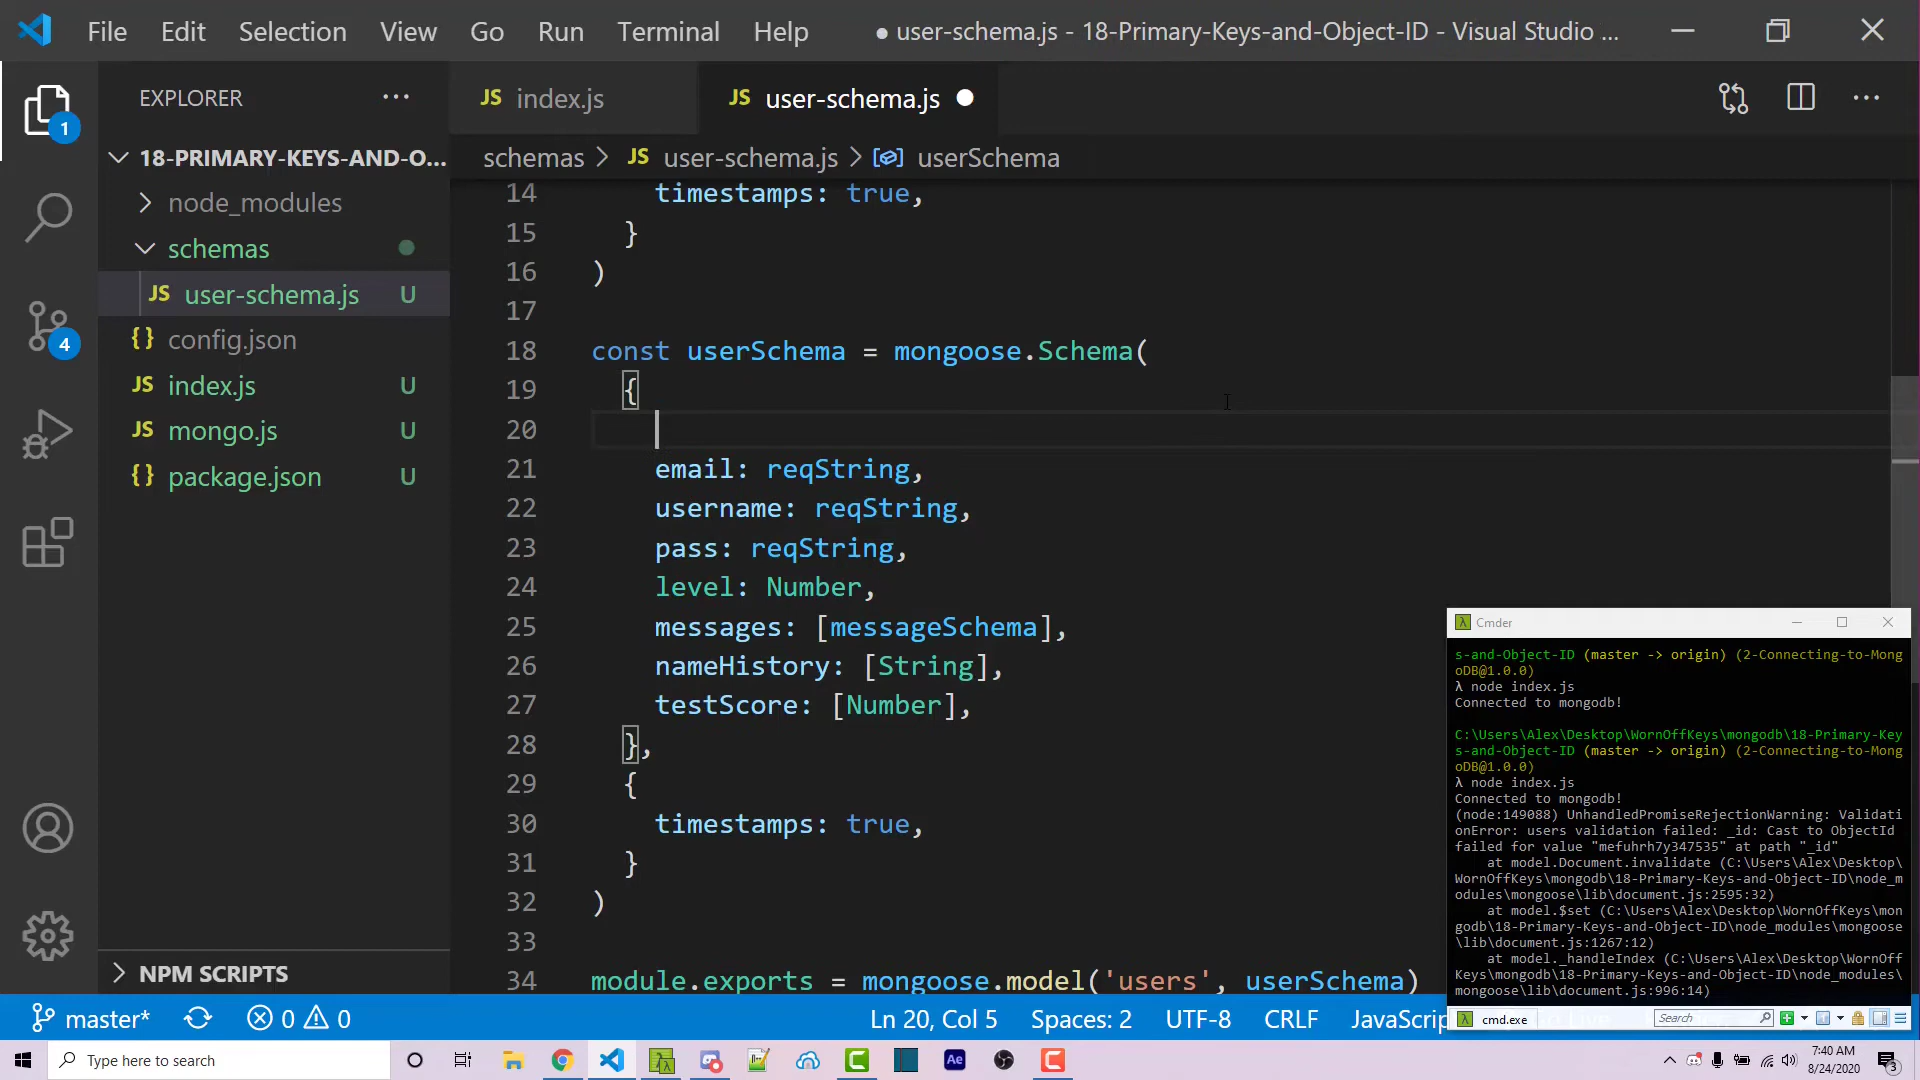 File Edit Selection View Go Run Terminal Help
● user-schema.js - 18-Primary-Keys-and-Object-ID - Visual Studio ...
1
EXPLORER
18-PRIMARY-KEYS-AND-O...
node_modules
schemas
JS user-schema.js U
{} config.json
JS index.js U
JS mongo.js U
{} package.json U
4
NPM SCRIPTS
JS index.js
JS user-schema.js
schemas > JS user-schema.js > userSchema
14 timestamps: true,
15 }
16 )
17
18 const userSchema = mongoose.Schema(
19 {
20
21 email: reqString,
22 username: reqString,
23 pass: reqString,
24 level: Number,
25 messages: [messageSchema],
26 nameHistory: [String],
27 testScore: [Number],
28 },
29 {
30 timestamps: true,
31 }
32 )
33
34 module.exports = mongoose.model('users', userSchema)
λ Cmder
s-and-Object-ID (master -> origin) (2-Connecting-to-Mong
oDB@1.0.0)
λ node index.js
Connected to mongodb!
C:\Users\Alex\Desktop\WornOffKeys\mongodb\18-Primary-Key
s-and-Object-ID (master -> origin) (2-Connecting-to-Mong
oDB@1.0.0)
λ node index.js
Connected to mongodb!
(node:149088) UnhandledPromiseRejectionWarning: Validati
onError: users validation failed: _id: Cast to ObjectId
failed for value "mefuhrh7y347535" at path "_id"
at model.Document.invalidate (C:\Users\Alex\Desktop\
WornOffKeys\mongodb\18-Primary-Keys-and-Object-ID\node_m
odules\mongoose\lib\document.js:2595:32)
at model.$set (C:\Users\Alex\Desktop\WornOffKeys\mon
godb\18-Primary-Keys-and-Object-ID\node_modules\mongoose
\lib\document.js:1267:12)
at model._handleIndex (C:\Users\Alex\Desktop\WornOff
Keys\mongodb\18-Primary-Keys-and-Object-ID\node_modules\
mongoose\lib\document.js:996:14)
λ cmd.exe
Search
master* 0 0
Ln 20, Col 5 Spaces: 2 UTF-8 CRLF JavaScrip
Type here to search
Ae
7:40 AM
8/24/2020
3